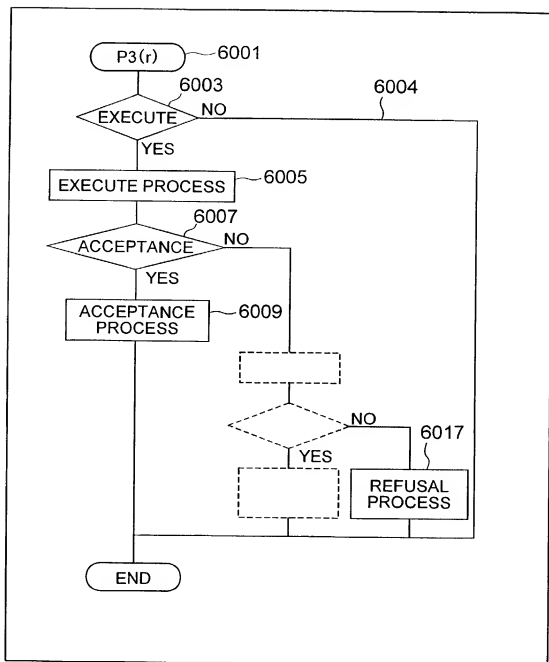 P3(r)
6001
6003
6004
EXECUTE
NO
YES
EXECUTE PROCESS
6005
6007
ACCEPTANCE
NO
YES
ACCEPTANCE
PROCESS
6009
NO
YES
6017
REFUSAL
PROCESS
END